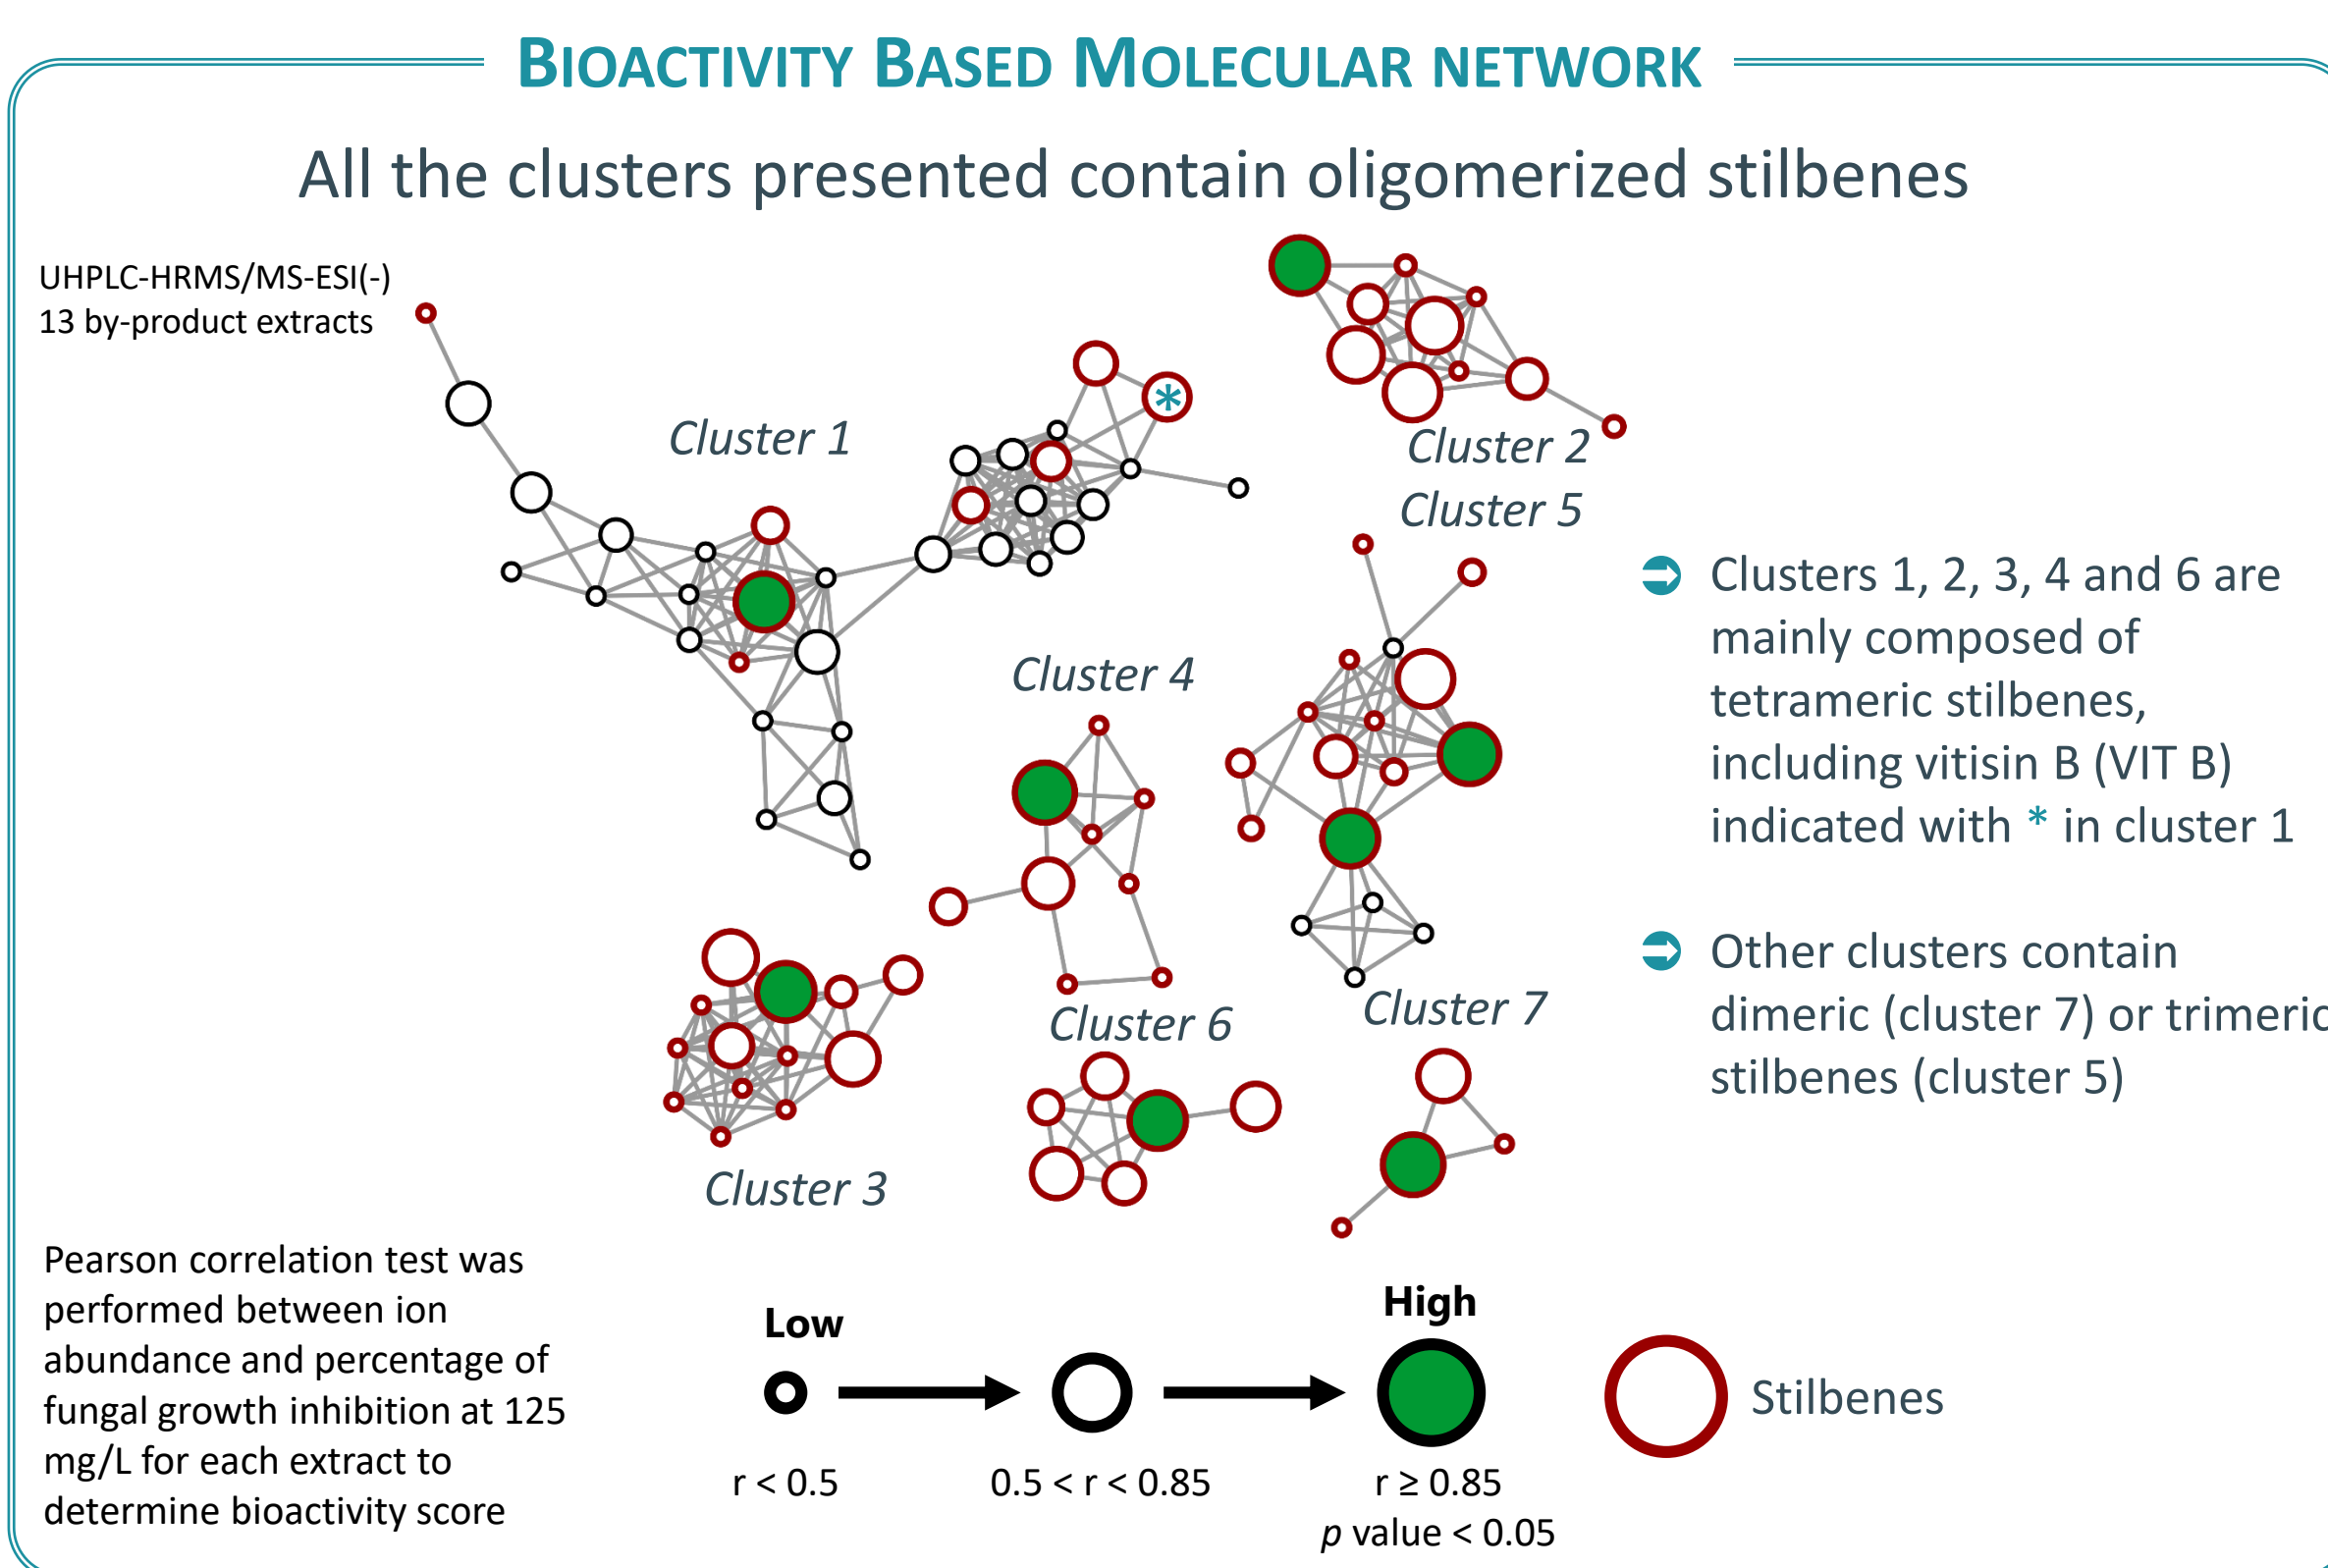 BIOACTIVITY BASED MOLECULAR NETWORK
All the clusters presented contain oligomerized stilbenes
UHPLC-HRMS/MS-ESI(-)
13 by-product extracts
Cluster 1
*
Cluster 2
Cluster 5
Cluster 4
Cluster 6
Cluster 7
Cluster 3
Clusters 1, 2, 3, 4 and 6 are
mainly composed of
tetrameric stilbenes,
including vitisin B (VIT B)
indicated with * in cluster 1
Other clusters contain
dimeric (cluster 7) or trimeric
stilbenes (cluster 5)
Pearson correlation test was
performed between ion
abundance and percentage of
fungal growth inhibition at 125
mg/L for each extract to
determine bioactivity score
Low
High
r < 0.5
0.5 < r < 0.85
r ≥ 0.85
p value < 0.05
Stilbenes